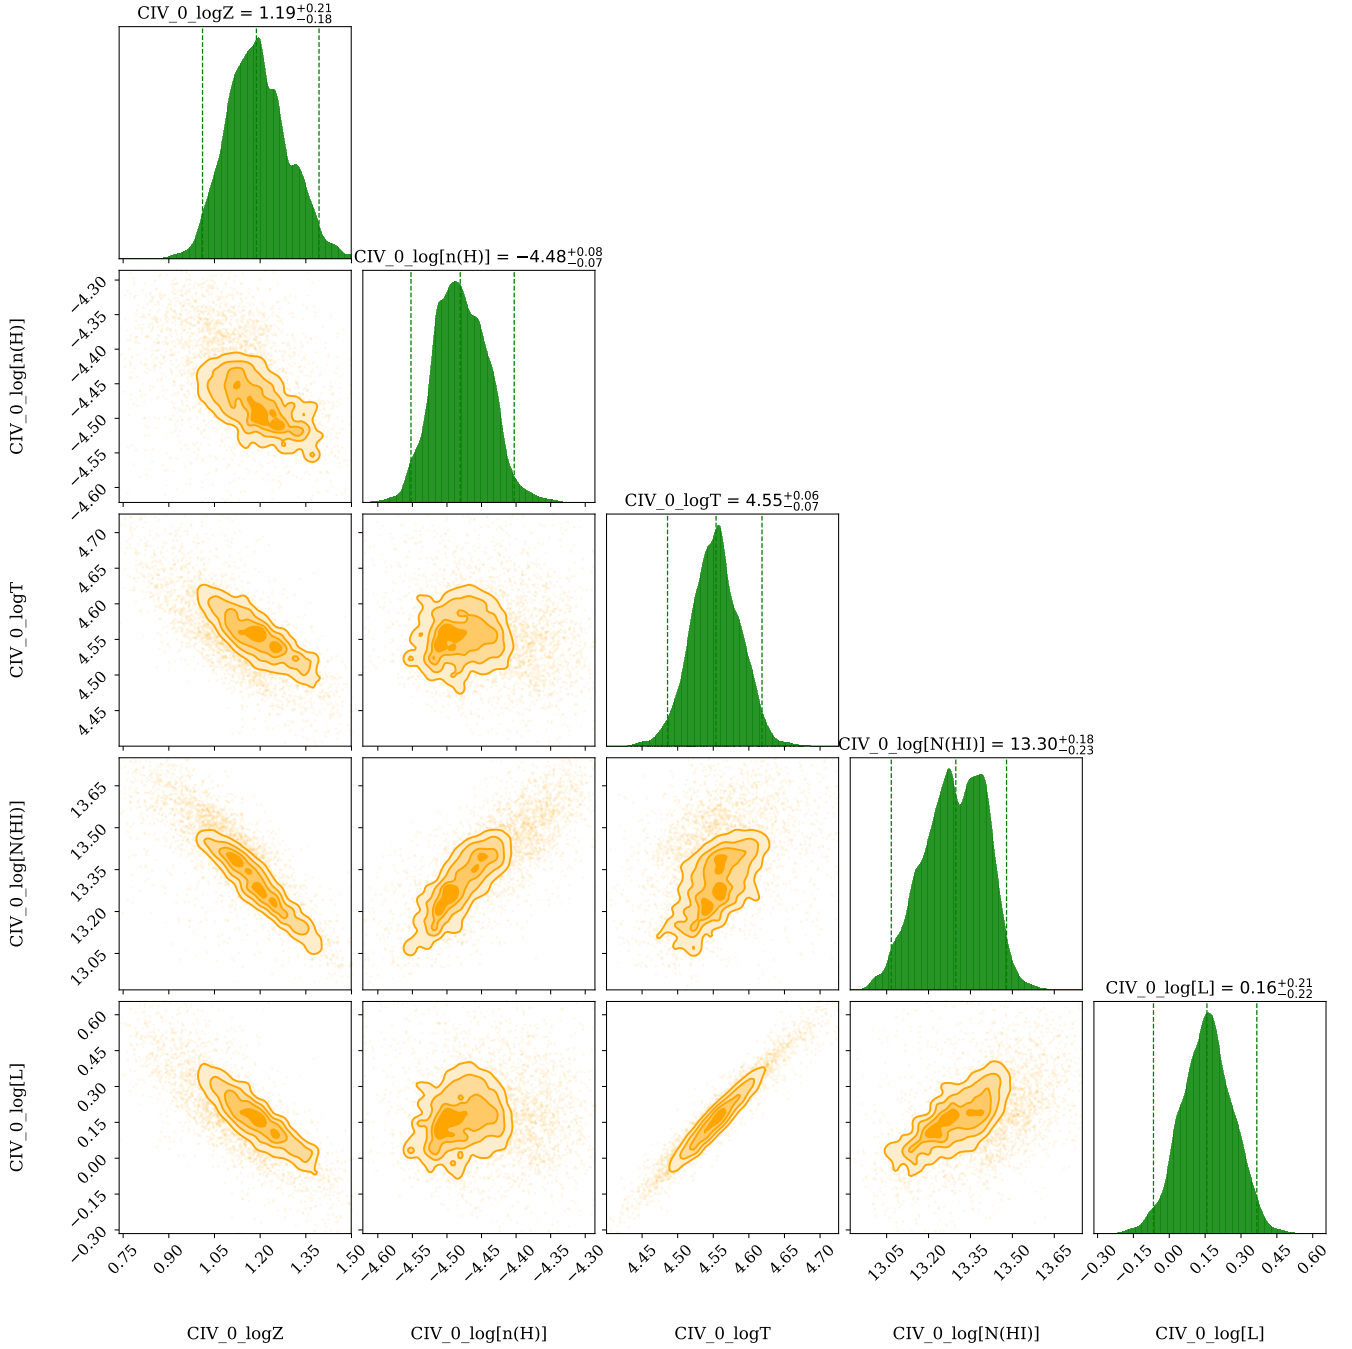 CIV_0_logZ = 1.19+0.21−0.18
CIV_0_log[n(H)] = −4.48+0.08−0.07
−4.30
−4.35
−4.40
−4.45
−4.50
−4.55
−4.60
CIV_0_log[n(H)]
CIV_0_logT = 4.55+0.06−0.07
4.70
4.65
4.60
4.55
4.50
4.45
CIV_0_logT
CIV_0_log[N(HI)] = 13.30+0.18−0.23
13.65
13.50
13.35
13.20
13.05
CIV_0_log[N(HI)]
CIV_0_log[L] = 0.16+0.21−0.22
0.60
0.45
0.30
0.15
0.00
−0.15
−0.30
CIV_0_log[L]
0.75 0.90 1.05 1.20 1.35 1.50
−4.60 −4.55 −4.50 −4.45 −4.40 −4.35 −4.30
4.45 4.50 4.55 4.60 4.65 4.70
13.05 13.20 13.35 13.50 13.65
−0.30 −0.15 0.00 0.15 0.30 0.45 0.60
CIV_0_logZ
CIV_0_log[n(H)]
CIV_0_logT
CIV_0_log[N(HI)]
CIV_0_log[L]